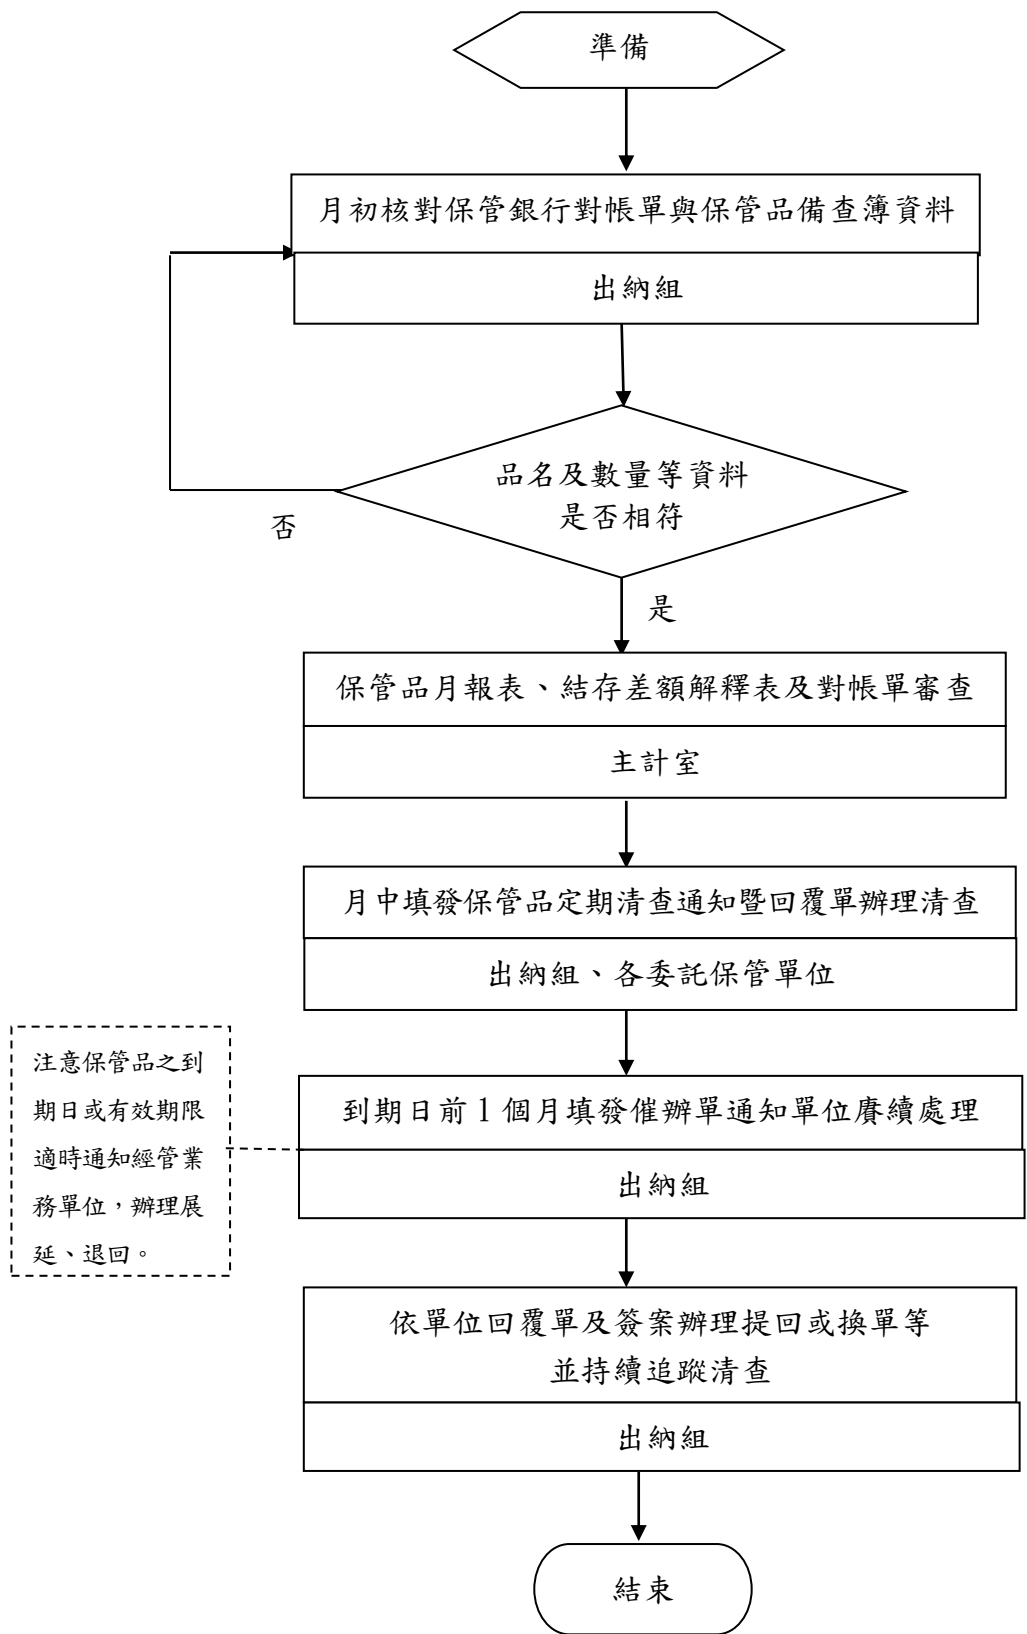 準備
月初核對保管銀行對帳單與保管品備查簿資料
出納組
品名及數量等資料
是否相符
否
是
保管品月報表、結存差額解釋表及對帳單審查
主計室
月中填發保管品定期清查通知暨回覆單辦理清查
出納組、各委託保管單位
注意保管品之到
期日或有效期限
適時通知經管業
務單位，辦理展
延、退回。
到期日前1個月填發催辦單通知單位賡續處理
出納組
依單位回覆單及簽案辦理提回或換單等
並持續追蹤清查
出納組
結束